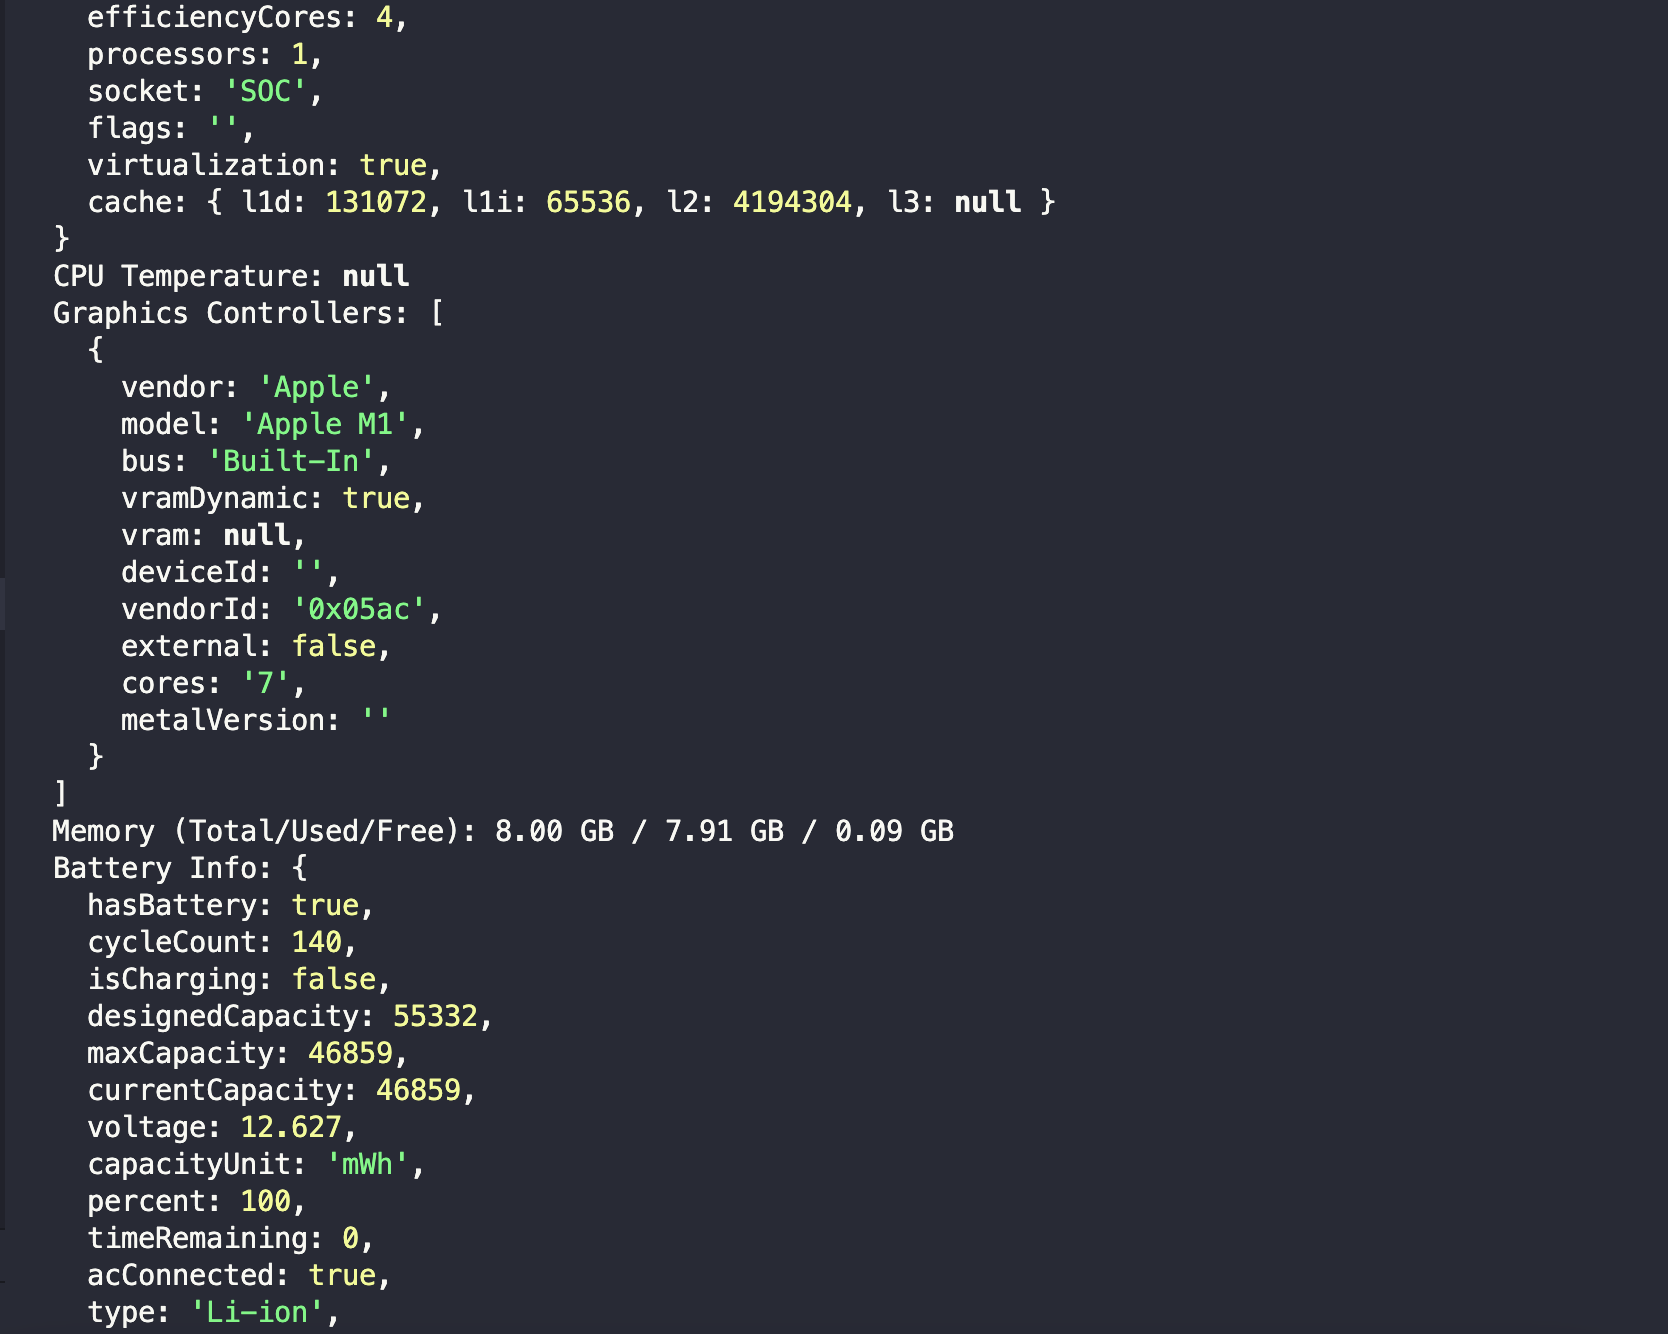 efficiencyCores: 4,
processors: 1,
socket: 'SOC',
flags: '',
virtualization: true,
cache: { l1d: 131072, l1i: 65536, l2: 4194304, l3: null }
}
CPU Temperature: null
Graphics Controllers: [
{
vendor: 'Apple',
model: 'Apple M1',
bus: 'Built-In',
vramDynamic: true,
vram: null,
deviceId: '',
vendorId: '0x05ac',
external: false,
cores: '7',
metalVersion: ''
}
]
Memory (Total/Used/Free): 8.00 GB / 7.91 GB / 0.09 GB
Battery Info: {
hasBattery: true,
cycleCount: 140,
isCharging: false,
designedCapacity: 55332,
maxCapacity: 46859,
currentCapacity: 46859,
voltage: 12.627,
capacityUnit: 'mWh',
percent: 100,
timeRemaining: 0,
acConnected: true,
type: 'Li-ion',